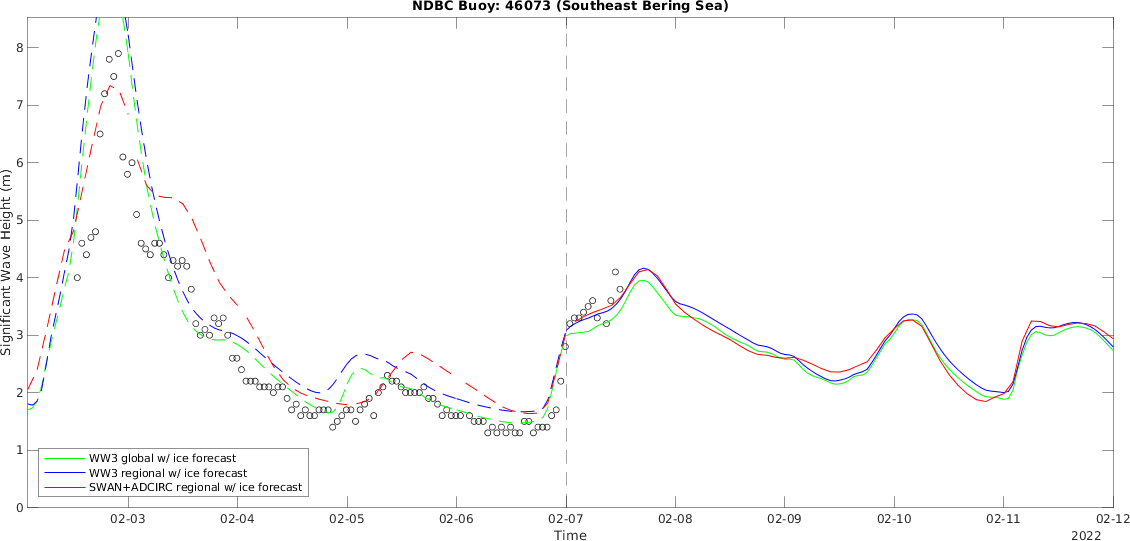 NDBC Buoy: 46073 (Southeast Bering Sea)
8
7
6
5
4
3
2
1
0
Significant Wave Height (m)
WW3 global w/ ice forecast
WW3 regional w/ ice forecast
SWAN+ADCIRC regional w/ ice forecast
02-03 02-04 02-05 02-06 02-07 02-08 02-09 02-10 02-11 02-12
Time
2022